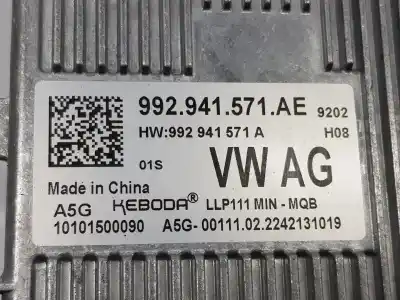 992.941.571.AE 9202
HW:992 941 571 A H08
01S VW AG
Made in China
A5G KEBODA® LLP111 MIN - MQB
10101500090 A5G- 00111.02.2242131019